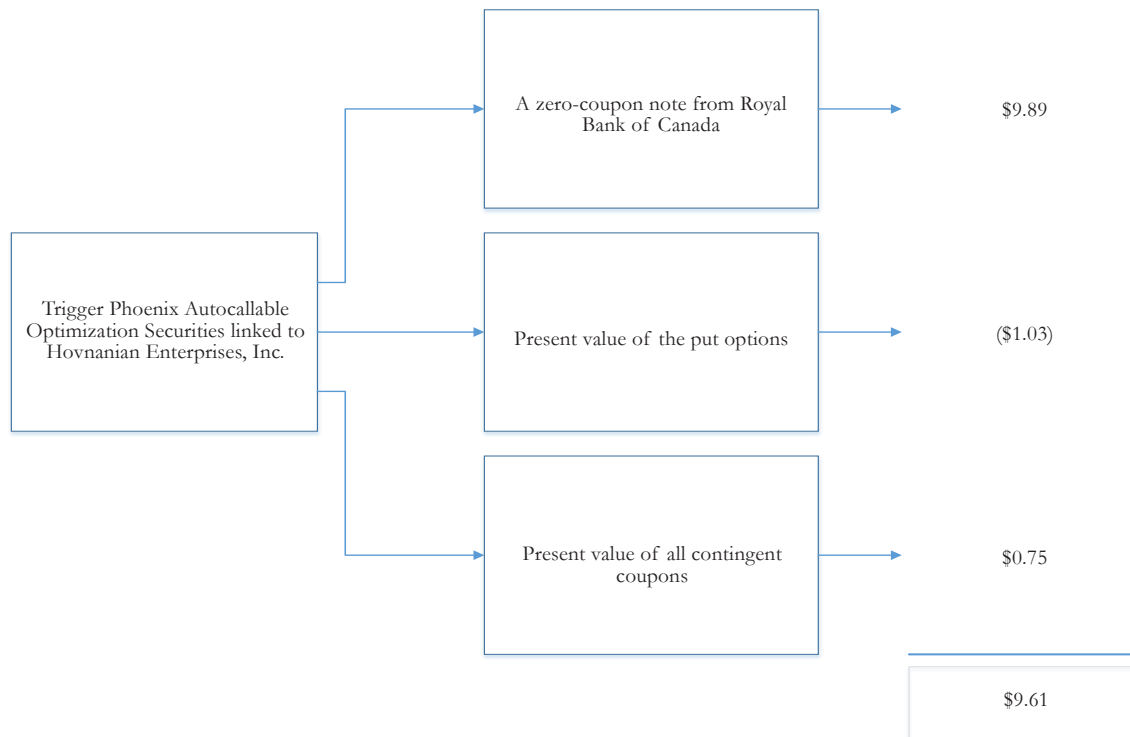 A zero-coupon note from Royal
Bank of Canada
$9.89
Trigger Phoenix Autocallable
Optimization Securities linked to
Hovnanian Enterprises, Inc.
Present value of the put options
($1.03)
Present value of all contingent
coupons
$0.75
$9.61